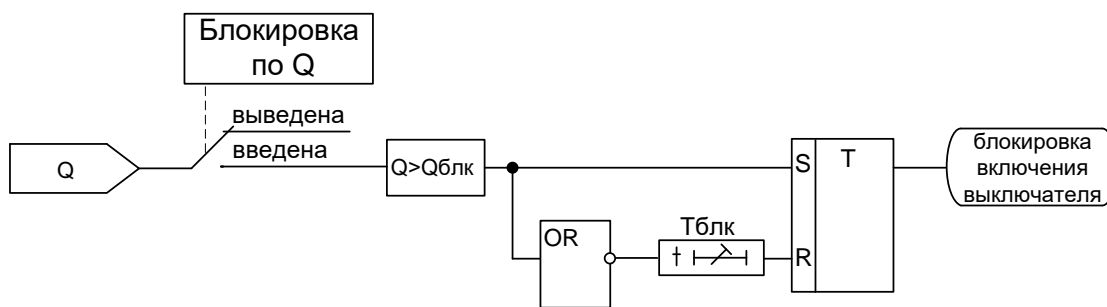 Блокировка
по Q
выведена
введена
Q
Q>Qблк
S
T
блокировка
включения
выключателя
OR
Tблк
t
R